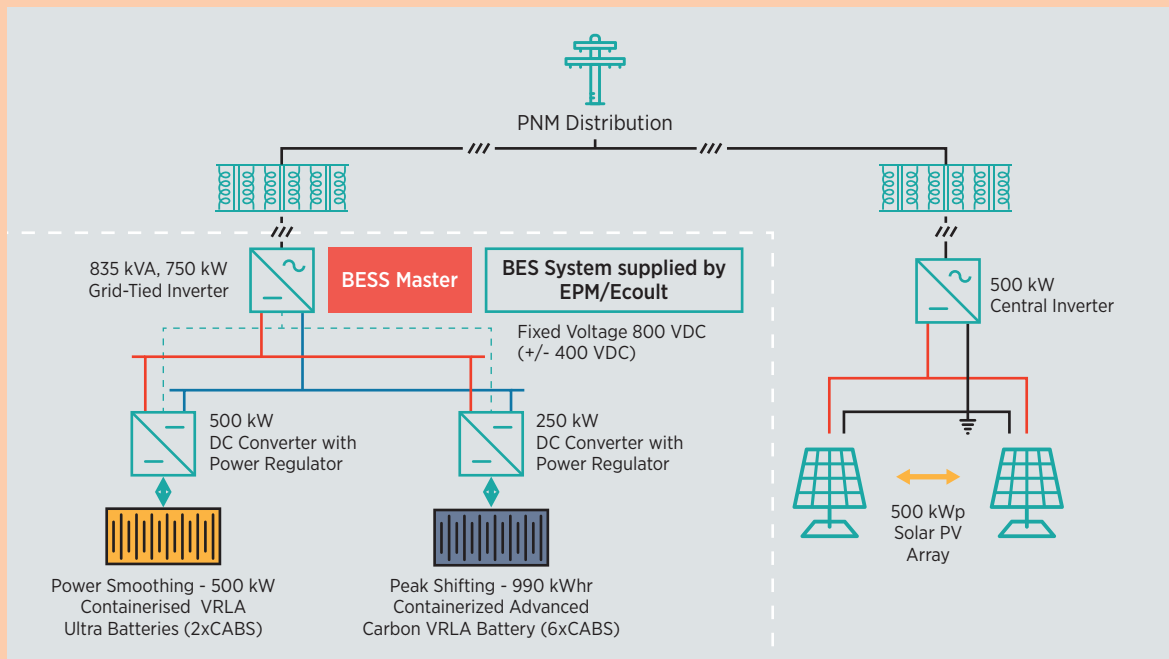 PNM Distribution
835 kVA, 750 kW
Grid-Tied Inverter
BESS Master
BES System supplied by
EPM/Ecoult
500 kW
Central Inverter
Fixed Voltage 800 VDC
(+/- 400 VDC)
500 kW
DC Converter with
Power Regulator
250 kW
DC Converter with
Power Regulator
500 kWp
Solar PV
Array
Power Smoothing - 500 kW
Containerised VRLA
Ultra Batteries (2xCABS)
Peak Shifting - 990 kWhr
Containerized Advanced
Carbon VRLA Battery (6xCABS)